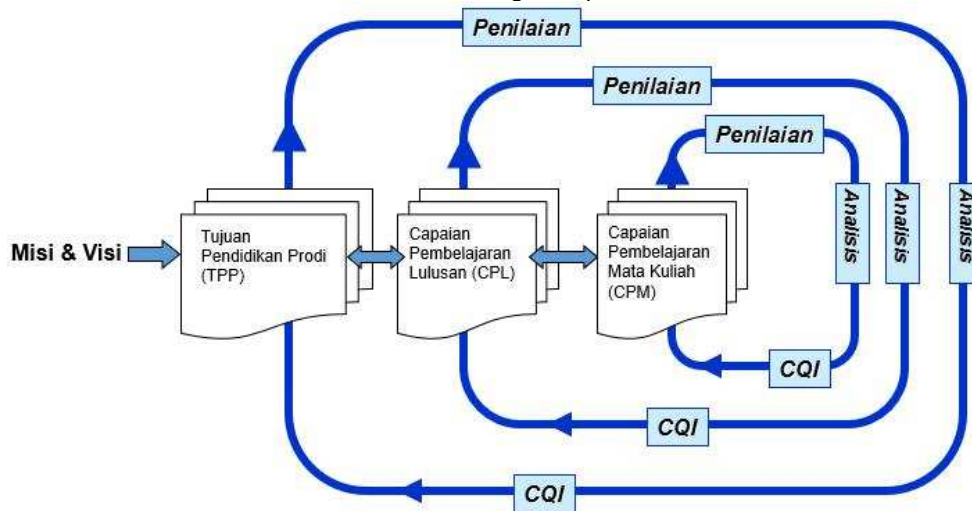 Penilaian
Penilaian
Penilaian
Misi & Visi
Tujuan
Pendidikan Prodi
(TPP)
Capaian
Pembelajaran
Lulusan (CPL)
Capaian
Pembelajaran
Mata Kuliah
(CPM)
Analisis
Analisis
Analisis
CQI
CQI
CQI